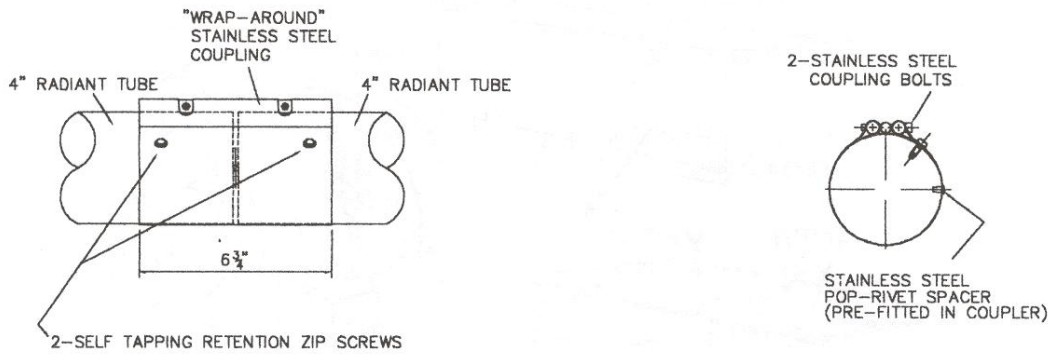 "WRAP-AROUND"
STAINLESS STEEL
COUPLING
4" RADIANT TUBE
4" RADIANT TUBE
6 3/4"
2-SELF TAPPING RETENTION ZIP SCREWS
2-STAINLESS STEEL
COUPLING BOLTS
STAINLESS STEEL
POP-RIVET SPACER
(PRE-FITTED IN COUPLER)